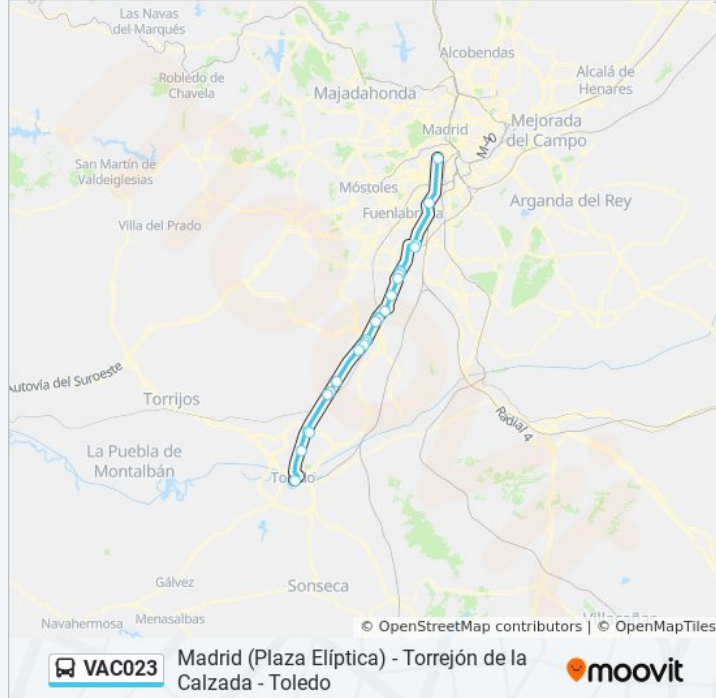 Las Navas
del Marqués
Alcobendas
Robledo de
Chavela
Majadahonda
Alcalá de
Henares
Madrid
Mejorada
del Campo
M-40
San Martín de
Valdeiglesias
Móstoles
Arganda del Rey
Fuenlabrada
Villa del Prado
Autovía del Suroeste
Torrijos
Radial 4
La Puebla de
Montalbán
Toledo
Gálvez
Sonseca
Navahermosa
Menasalbas
© OpenStreetMap contributors | © OpenMapTiles
VAC023
Madrid (Plaza Elíptica) - Torrejón de la
Calzada - Toledo
moovit